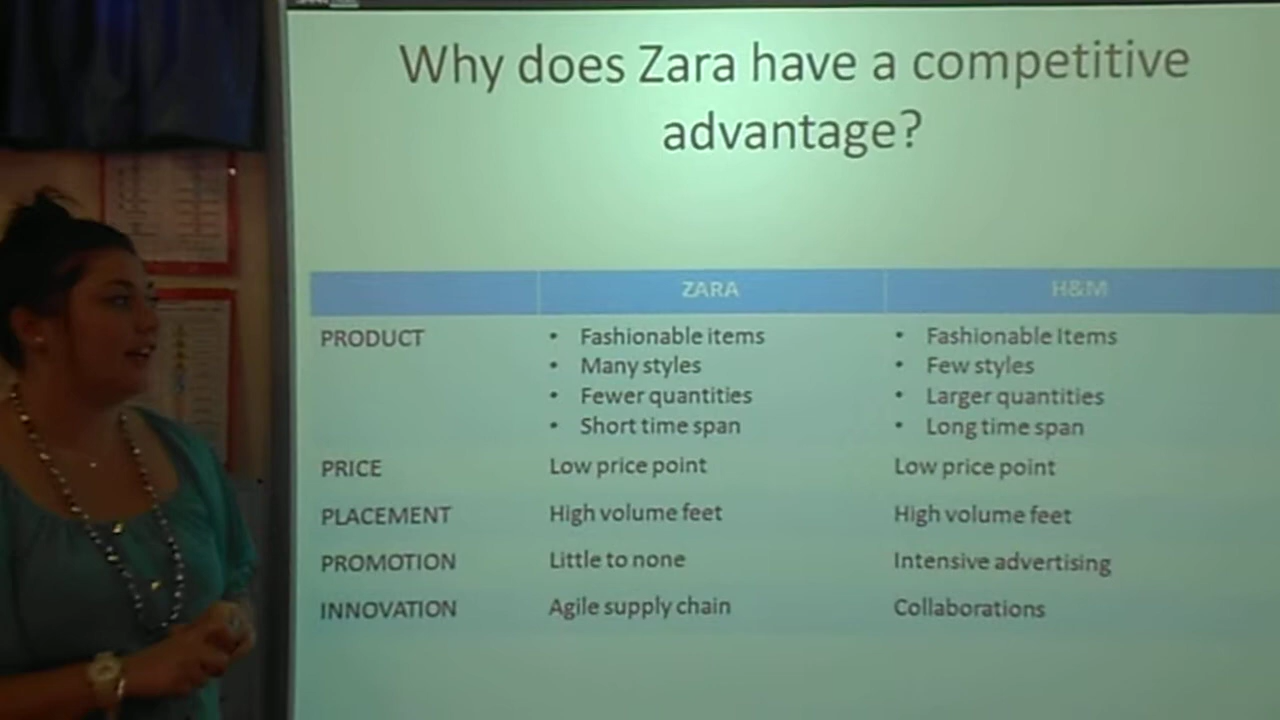 Why does Zara have a competitive
advantage?
ZARA H&M
PRODUCT • Fashionable items • Fashionable Items
• Many styles • Few styles
• Fewer quantities • Larger quantities
• Short time span • Long time span
PRICE Low price point Low price point
PLACEMENT High volume feet High volume feet
PROMOTION Little to none Intensive advertising
INNOVATION Agile supply chain Collaborations